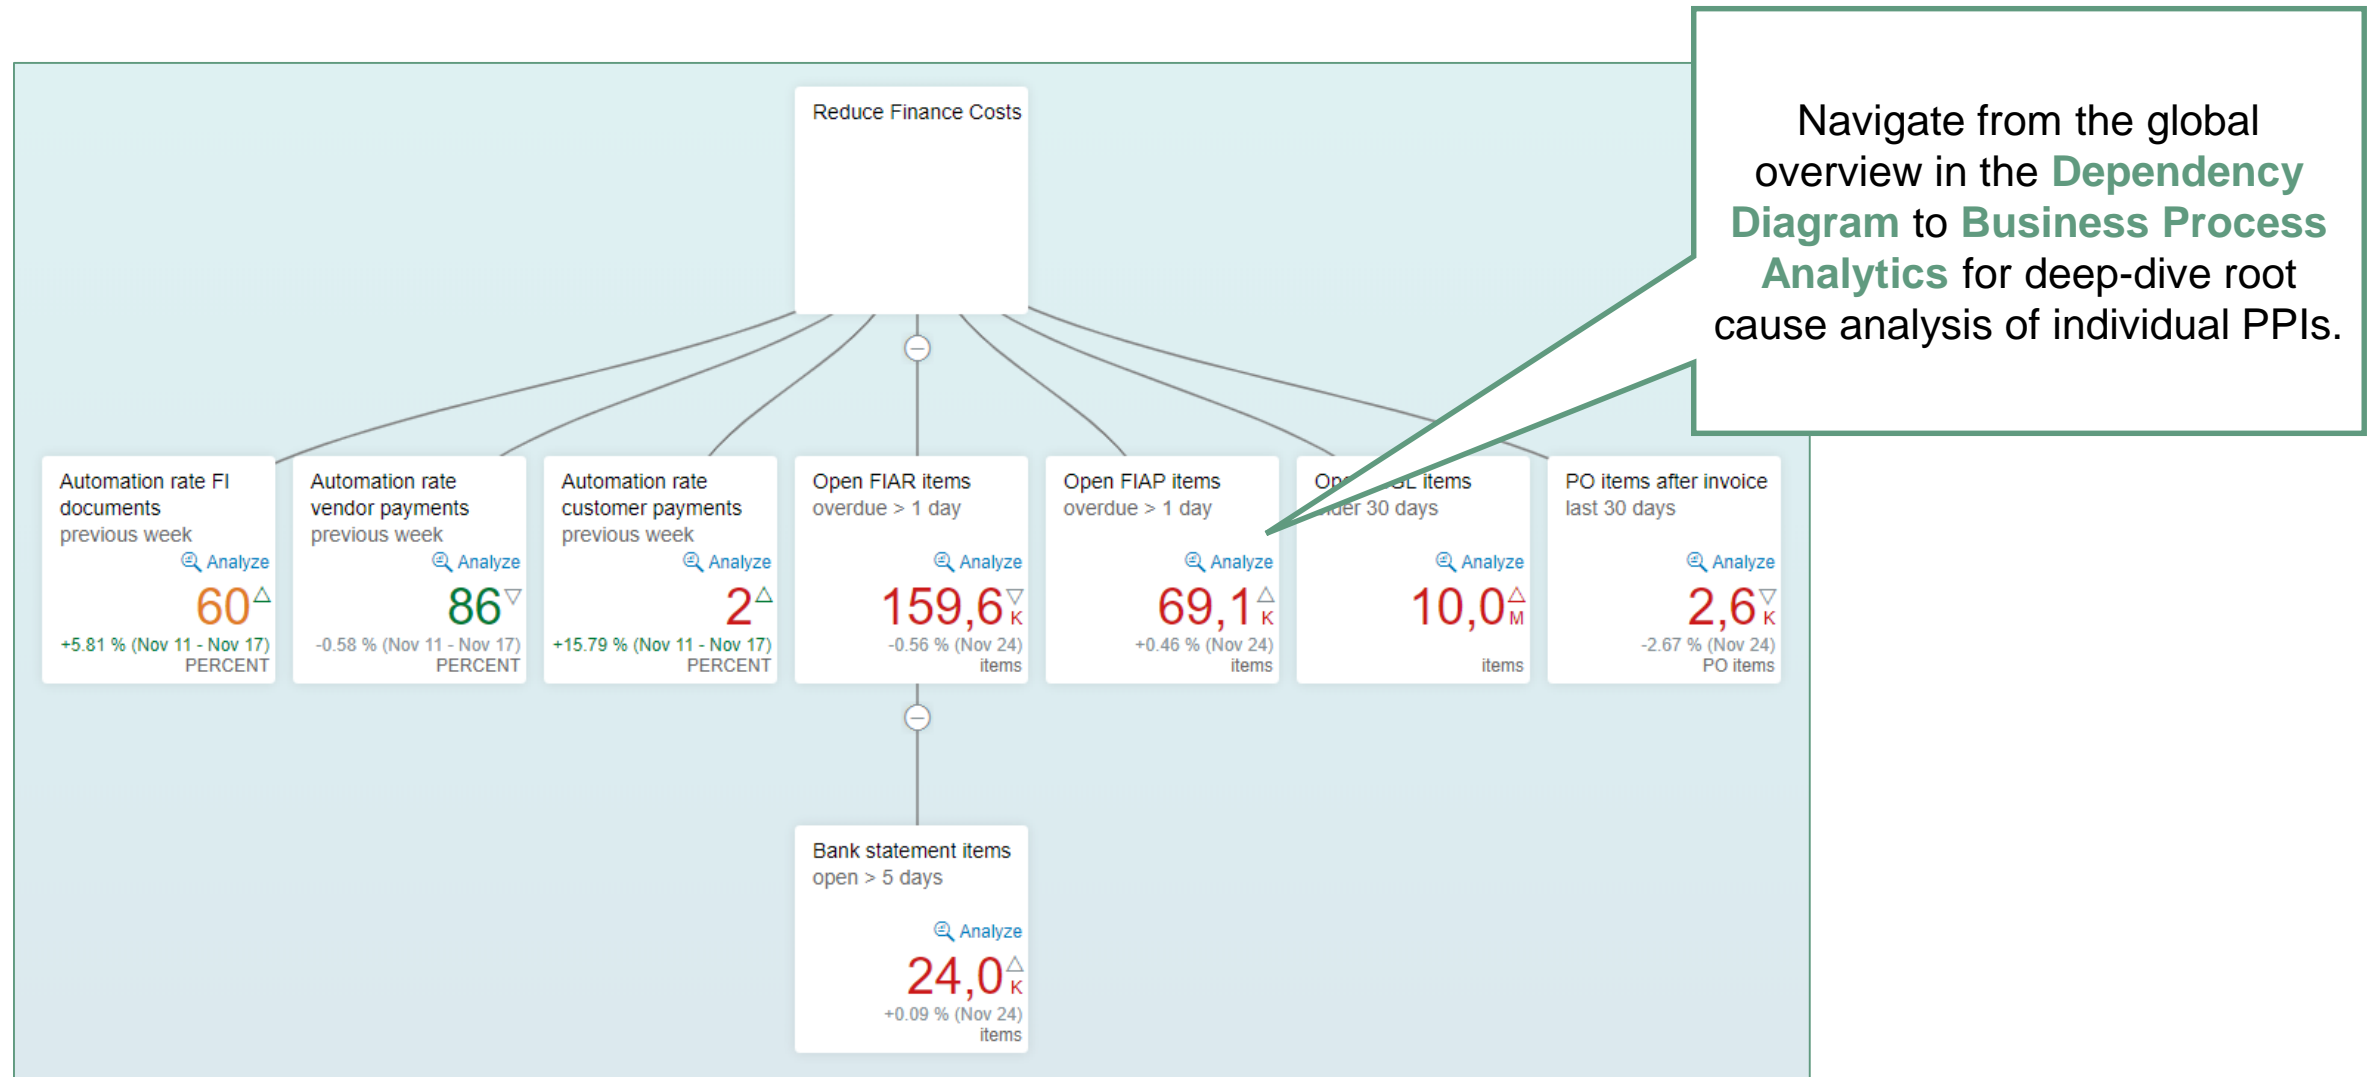 Reduce Finance Costs
Navigate from the global
overview in the Dependency
Diagram to Business Process
Analytics for deep-dive root
cause analysis of individual PPIs.
Automation rate FI
documents
previous week
Analyze
60
+5.81 % (Nov 11 - Nov 17)
PERCENT
Automation rate
vendor payments
previous week
Analyze
86
-0.58 % (Nov 11 - Nov 17)
PERCENT
Automation rate
customer payments
previous week
Analyze
2
+15.79 % (Nov 11 - Nov 17)
PERCENT
Open FIAR items
overdue > 1 day
Analyze
159,6 K
-0.56 % (Nov 24)
items
Open FIAP items
overdue > 1 day
Analyze
69,1 K
+0.46 % (Nov 24)
items
items
30 days
Analyze
10,0 M
items
PO items after invoice
last 30 days
Analyze
2,6 K
-2.67 % (Nov 24)
PO items
Bank statement items
open > 5 days
Analyze
24,0 K
+0.09 % (Nov 24)
items